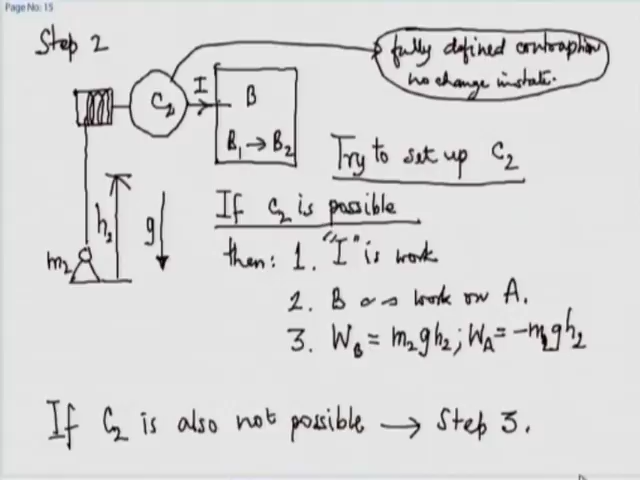 Page No: 15
Step 2
fully defined contraption
no change in state.
C₂
I
B
B₁ → B₂
Try to set up C₂
h₂
g
m₂
If C₂ is possible
then: 1. "I" is work
2. B work on A.
3. W_B = m₂gh₂; W_A = -m₂gh₂
If C₂ is also not possible → Step 3.